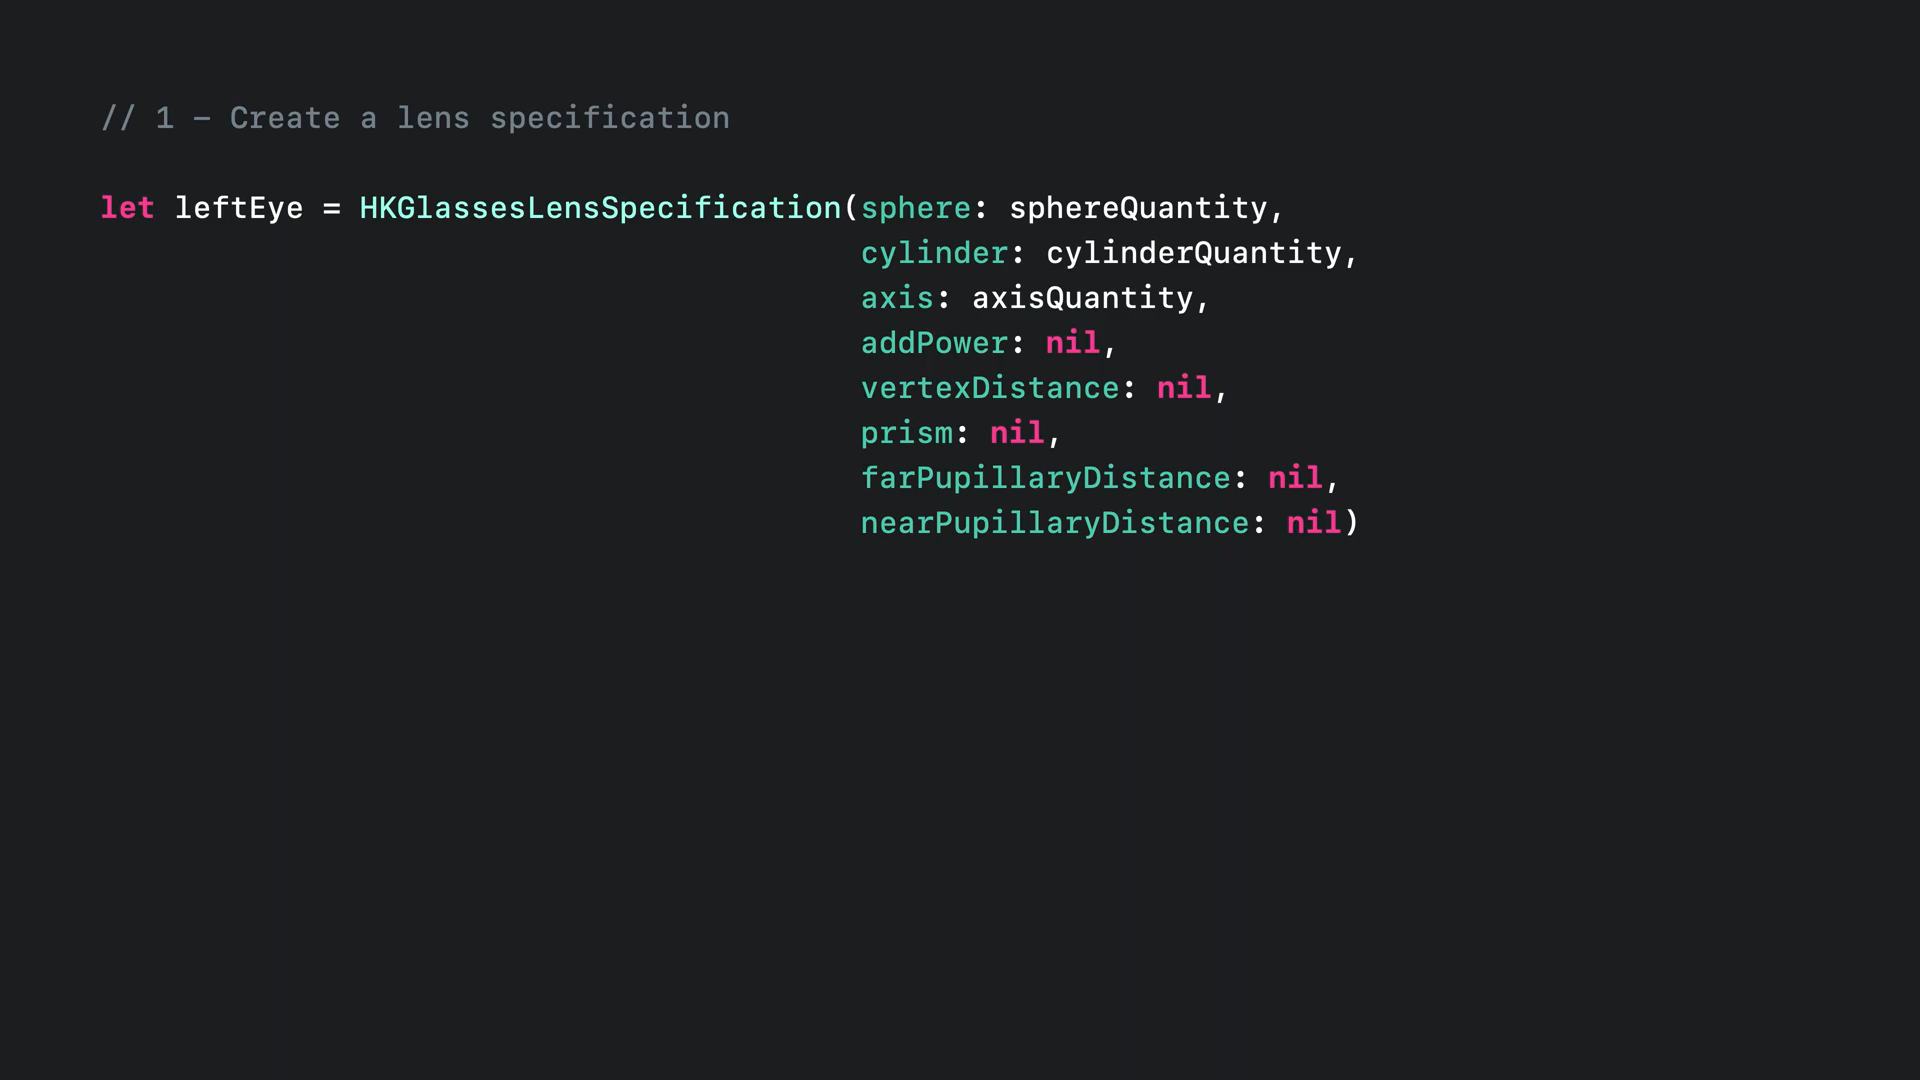 // 1 – Create a lens specification
let leftEye = HKGlassesLensSpecification(sphere: sphereQuantity,
cylinder: cylinderQuantity,
axis: axisQuantity,
addPower: nil,
vertexDistance: nil,
prism: nil,
farPupillaryDistance: nil,
nearPupillaryDistance: nil)